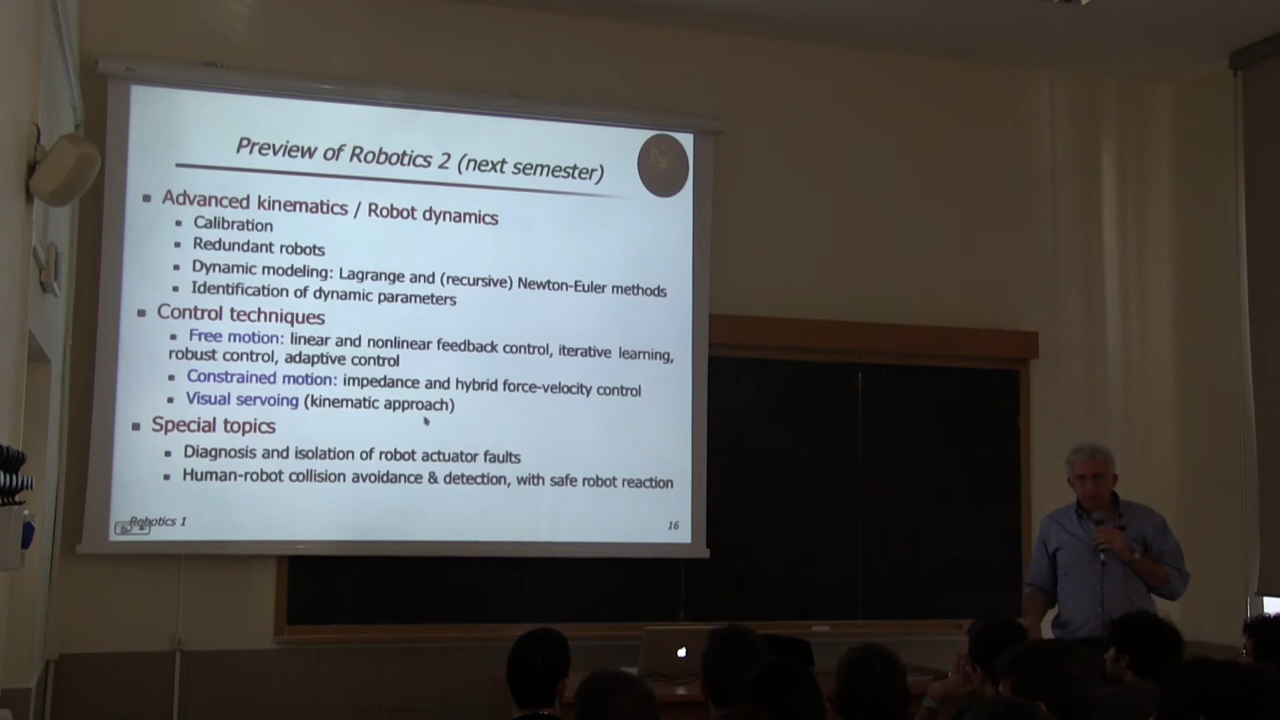 Preview of Robotics 2 (next semester)
Advanced kinematics / Robot dynamics
Calibration
Redundant robots
Dynamic modeling: Lagrange and (recursive) Newton-Euler methods
Identification of dynamic parameters
Control techniques
Free motion: linear and nonlinear feedback control, iterative learning,
robust control, adaptive control
Constrained motion: impedance and hybrid force-velocity control
Visual servoing (kinematic approach)
Special topics
Diagnosis and isolation of robot actuator faults
Human-robot collision avoidance & detection, with safe robot reaction
Robotics 1
16